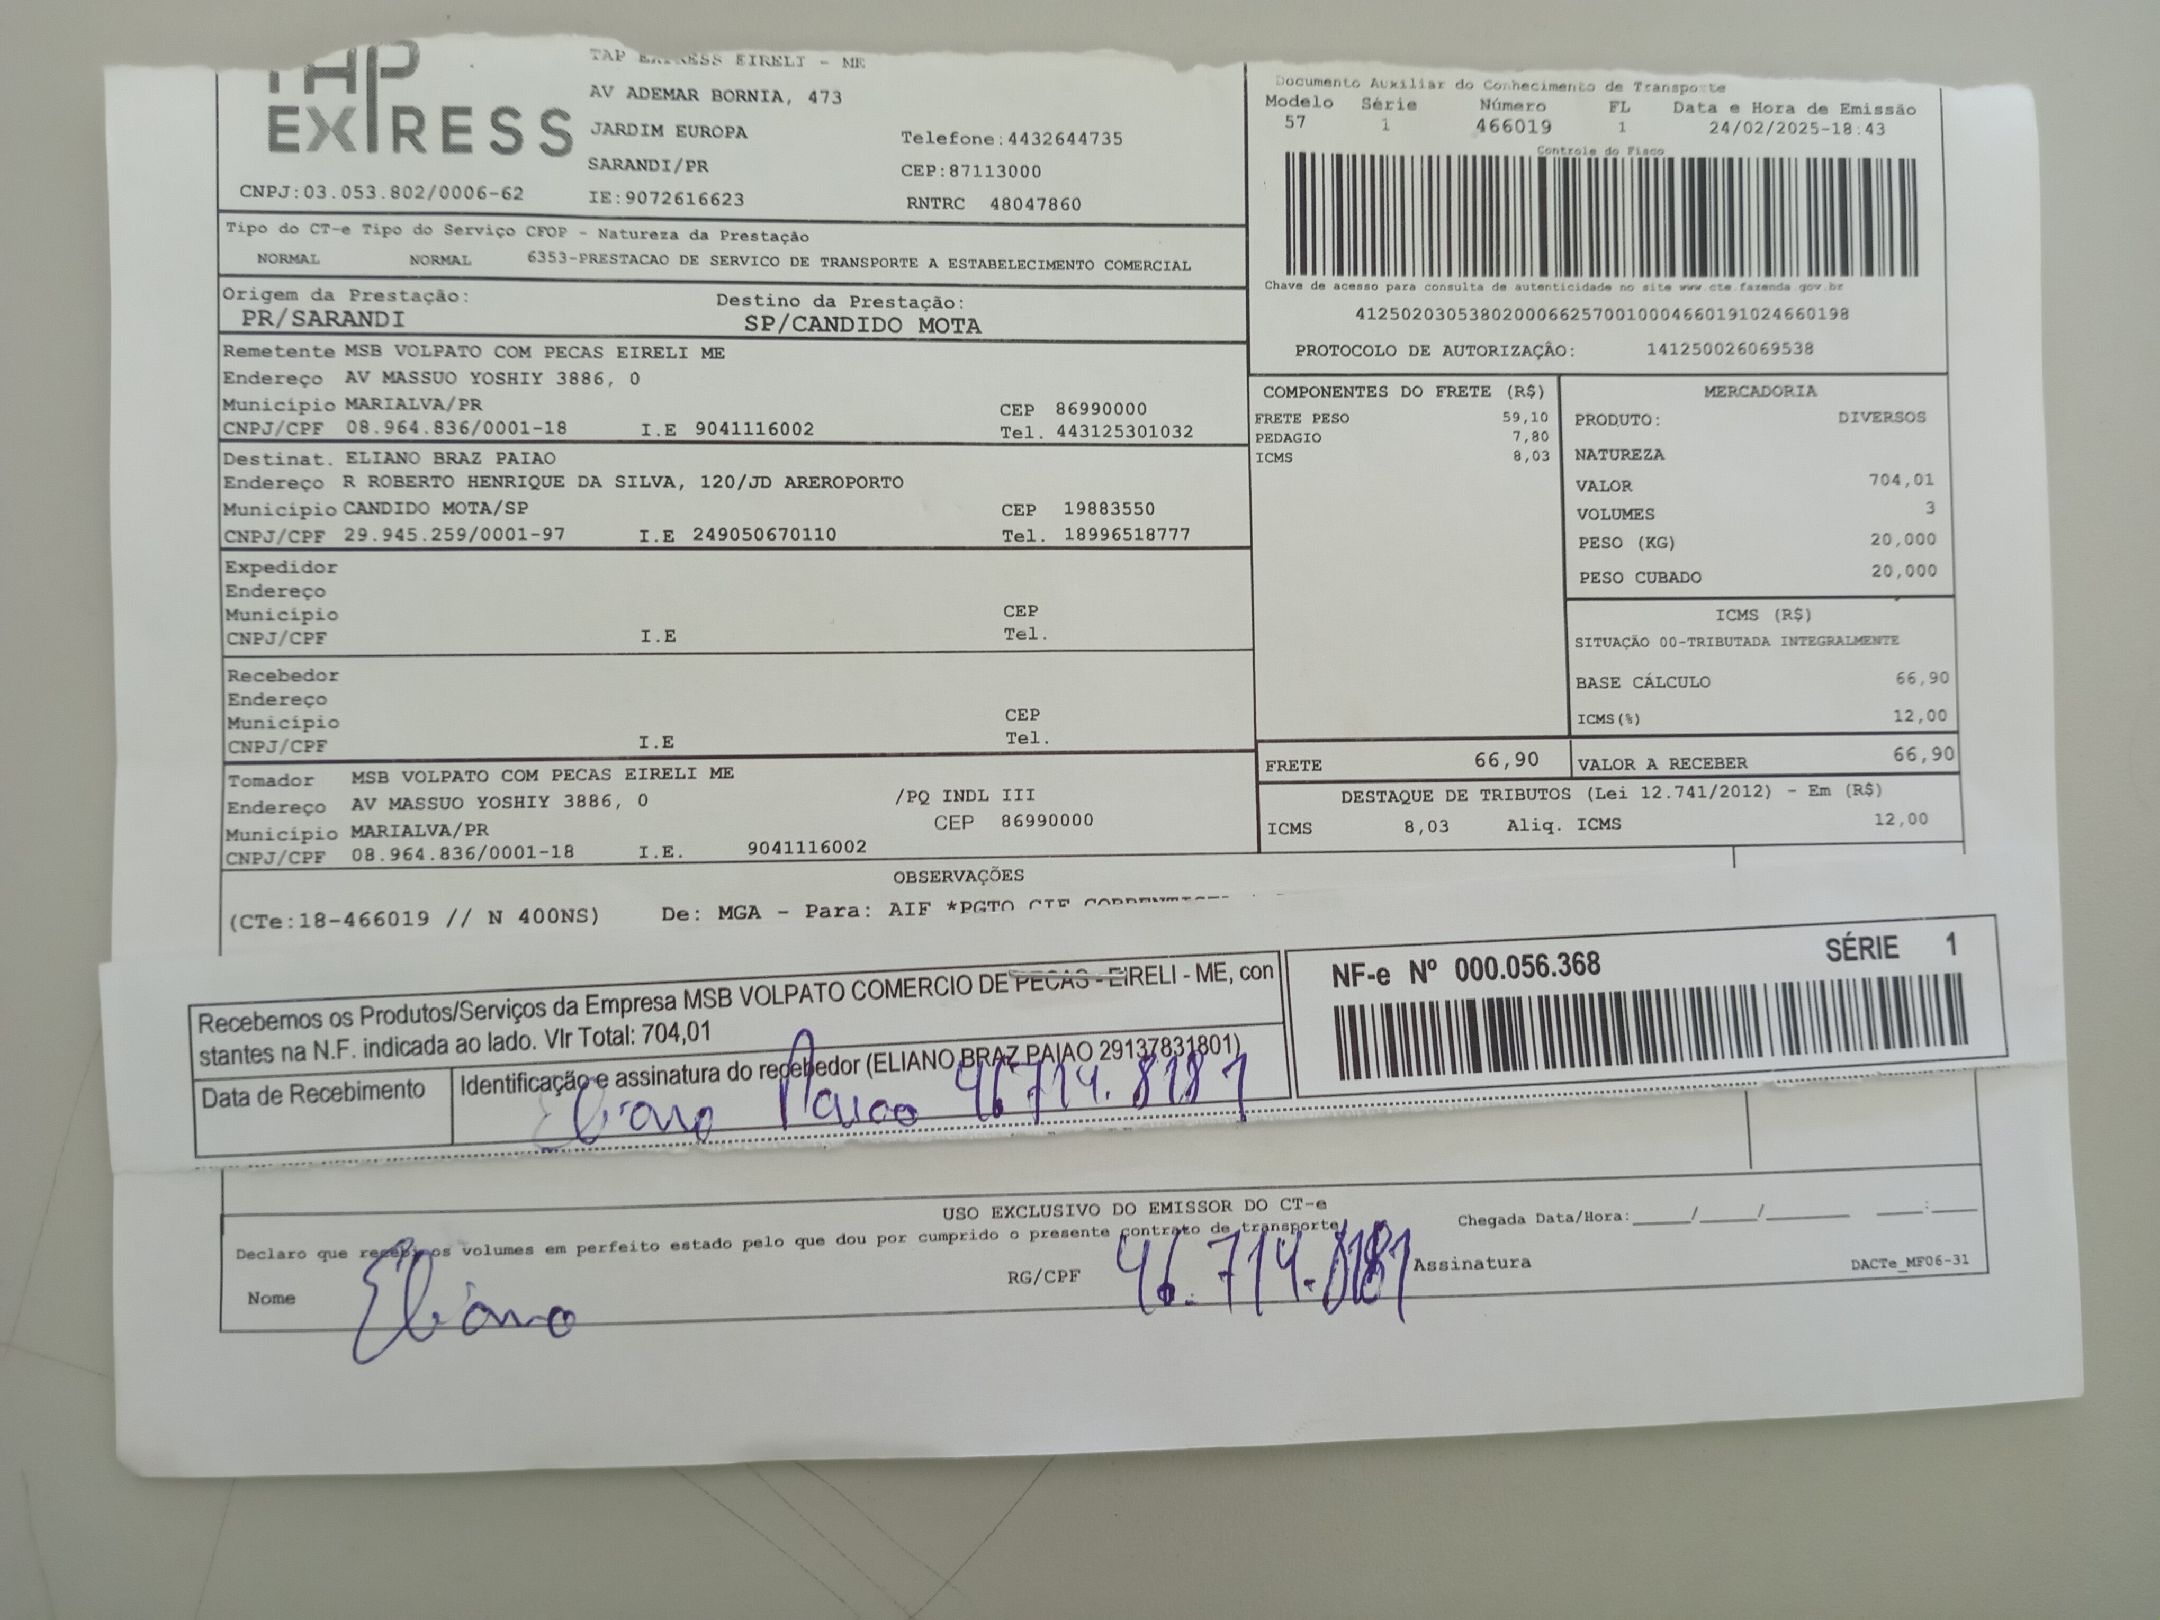 TAP
EXPRESS
CNPJ:03.053.802/0006-62
TAP EXPRESS EIRELI - ME
AV ADEMAR BORNIA, 473
JARDIM EUROPA
SARANDI/PR
IE:9072616623
Telefone:4432644735
CEP:87113000
RNTRC 48047860
Documento Auxiliar do Conhecimento de Transporte
Modelo Série Número FL Data e Hora de Emissão
57 1 466019 1 24/02/2025-18:43
Controle do Fisco
Chave de acesso para consulta de autenticidade no site www.cte.fazenda.gov.br
41250203053802000662570010004660191024660198
PROTOCOLO DE AUTORIZAÇÂO: 141250026069538
Tipo do CT-e Tipo do Serviço CFOP - Natureza da Prestação
NORMAL NORMAL 6353-PRESTACAO DE SERVICO DE TRANSPORTE A ESTABELECIMENTO COMERCIAL
Origem da Prestação: Destino da Prestação:
PR/SARANDI SP/CANDIDO MOTA
Remetente MSB VOLPATO COM PECAS EIRELI ME
Endereço AV MASSUO YOSHIY 3886, 0
Município MARIALVA/PR CEP 86990000
CNPJ/CPF 08.964.836/0001-18 I.E 9041116002 Tel. 443125301032
Destinat. ELIANO BRAZ PAIAO
Endereço R ROBERTO HENRIQUE DA SILVA, 120/JD AREROPORTO
Município CANDIDO MOTA/SP CEP 19883550
CNPJ/CPF 29.945.259/0001-97 I.E 249050670110 Tel. 18996518777
Expedidor
Endereço
Município CEP
CNPJ/CPF I.E Tel.
Recebedor
Endereço
Município CEP
CNPJ/CPF I.E Tel.
Tomador MSB VOLPATO COM PECAS EIRELI ME
Endereço AV MASSUO YOSHIY 3886, 0 /PQ INDL III
Município MARIALVA/PR CEP 86990000
CNPJ/CPF 08.964.836/0001-18 I.E. 9041116002
COMPONENTES DO FRETE (R$)
FRETE PESO 59,10
PEDAGIO 7,80
ICMS 8,03
MERCADORIA
PRODUTO: DIVERSOS
NATUREZA
VALOR 704,01
VOLUMES 3
PESO (KG) 20,000
PESO CUBADO 20,000
ICMS (R$)
SITUAÇÃO 00-TRIBUTADA INTEGRALMENTE
BASE CÁLCULO 66,90
ICMS(%) 12,00
FRETE 66,90 VALOR A RECEBER 66,90
DESTAQUE DE TRIBUTOS (Lei 12.741/2012) - Em (R$)
ICMS 8,03 Aliq. ICMS 12,00
OBSERVAÇÕES
(CTe:18-466019 // N 400NS) De: MGA - Para: AIF *PGTO CIF
Recebemos os Produtos/Serviços da Empresa MSB VOLPATO COMERCIO DE PECAS - EIRELI - ME, con
stantes na N.F. indicada ao lado. Vlr Total: 704,01
Data de Recebimento
Identificação e assinatura do recebedor (ELIANO BRAZ PAIAO 29137831801)
Eliano Paiao 46.714.8181
NF-e Nº 000.056.368 SÉRIE 1
USO EXCLUSIVO DO EMISSOR DO CT-e
Declaro que recebi os volumes em perfeito estado pelo que dou por cumprido o presente contrato de transporte
Chegada Data/Hora:_____/_____/_______ ____:____
Nome Eliano RG/CPF 46.714.8181 Assinatura
DACTe_MF06-31